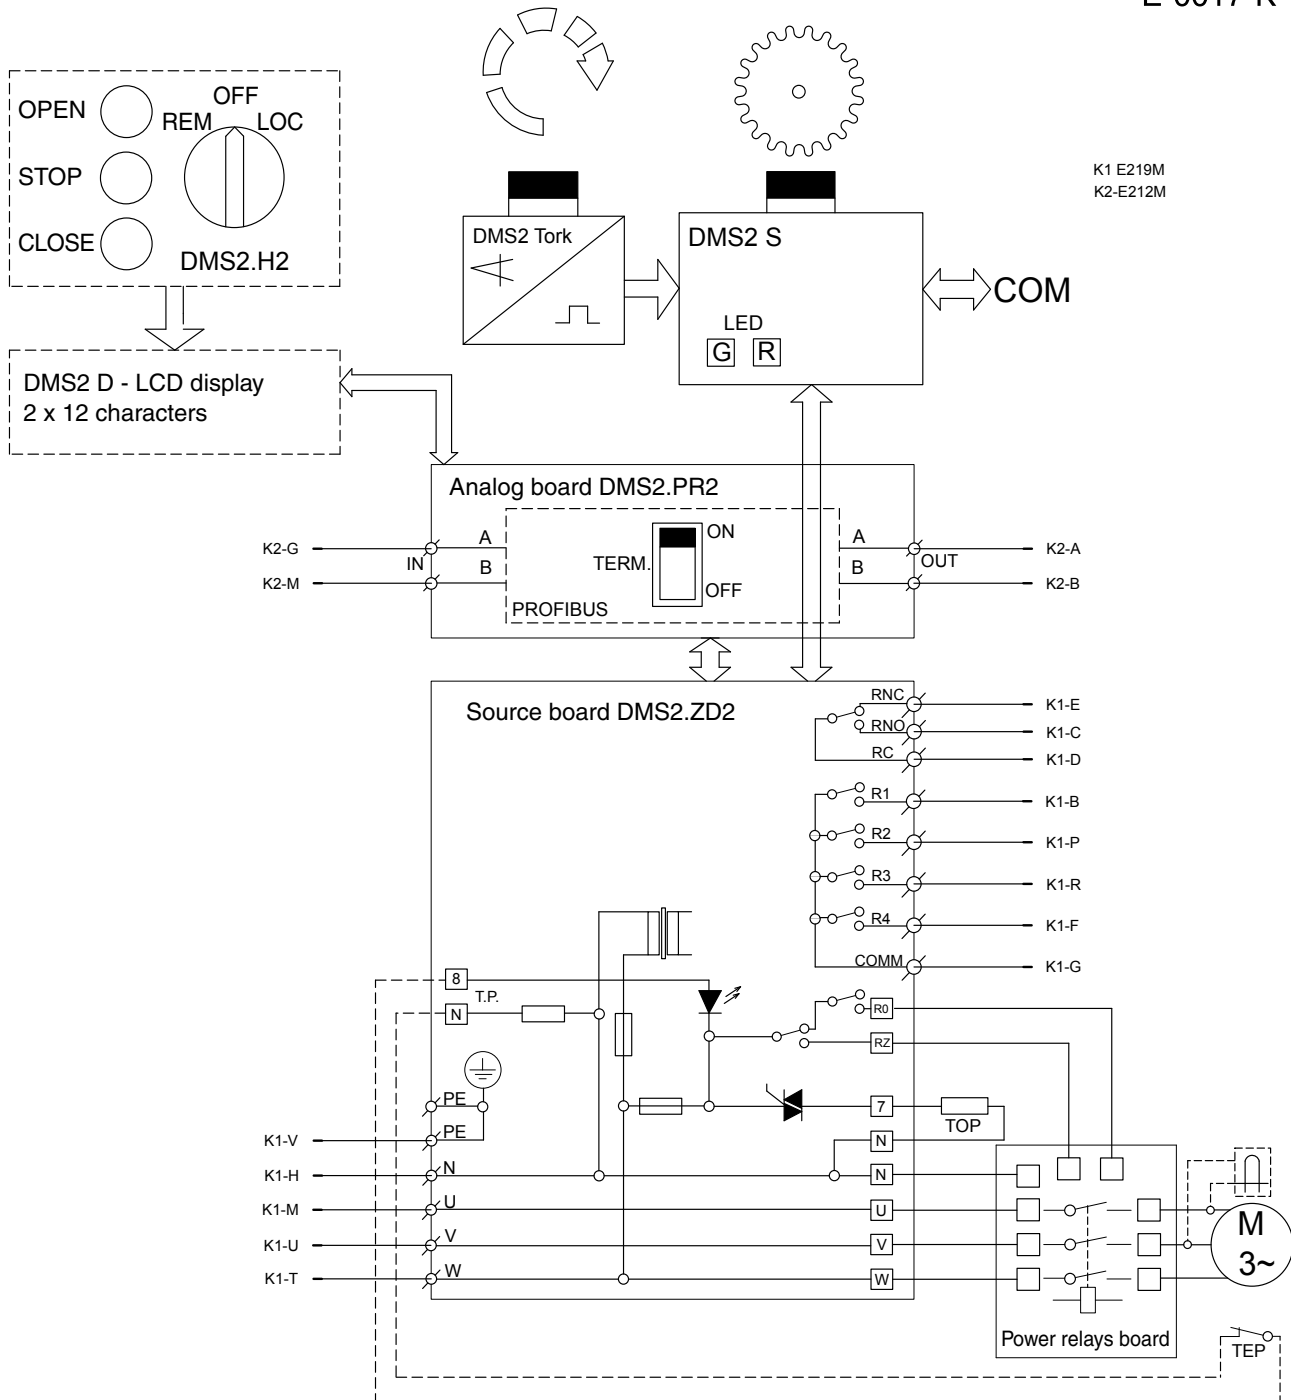 OPEN
STOP
CLOSE
OFF
REM
LOC
DMS2.H2
K1 E219M
K2-E212M
DMS2 Tork
DMS2 S
LED
G R
COM
DMS2 D - LCD display
2 x 12 characters
Analog board DMS2.PR2
K2-G
K2-M
IN
A
B
TERM.
ON
OFF
PROFIBUS
A
B
OUT
K2-A
K2-B
Source board DMS2.ZD2
RNC
RNO
RC
R1
R2
R3
R4
COMM
K1-E
K1-C
K1-D
K1-B
K1-P
K1-R
K1-F
K1-G
8
T.P.
N
R0
RZ
PE
PE
7
TOP
N
K1-V
K1-H
N
N
K1-M
U
U
K1-U
V
V
K1-T
W
W
M
3~
Power relays board
TEP